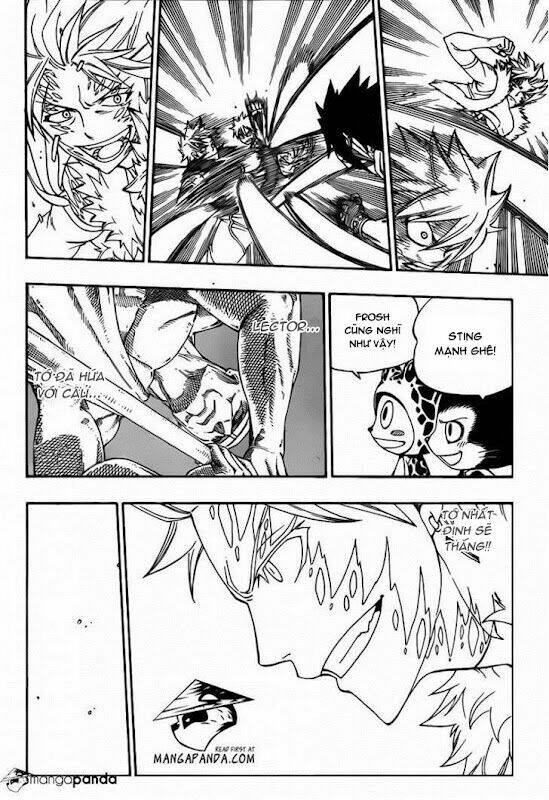 LECTOR...
TỚ ĐÃ HỨA
VỚI CẬU...
FROSH
CŨNG NGHĨ
NHƯ VẬY!
STING
MẠNH GHÊ!
TỚ NHẤT
ĐỊNH SẼ
THẮNG!!
READ FIRST AT
MANGAPANDA.COM
mangapanda